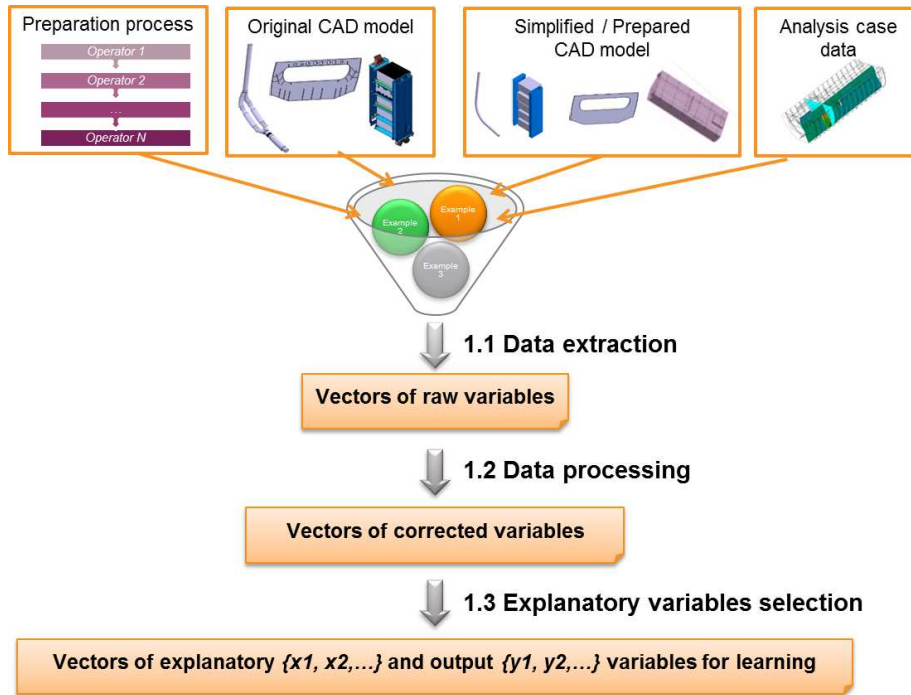 Preparation process
Operator 1
Operator 2
...
Operator N
Original CAD model
Simplified / Prepared
CAD model
Analysis case
data
Example
1
Example
2
Example
3
1.1 Data extraction
Vectors of raw variables
1.2 Data processing
Vectors of corrected variables
1.3 Explanatory variables selection
Vectors of explanatory {x1, x2,...} and output {y1, y2,...} variables for learning